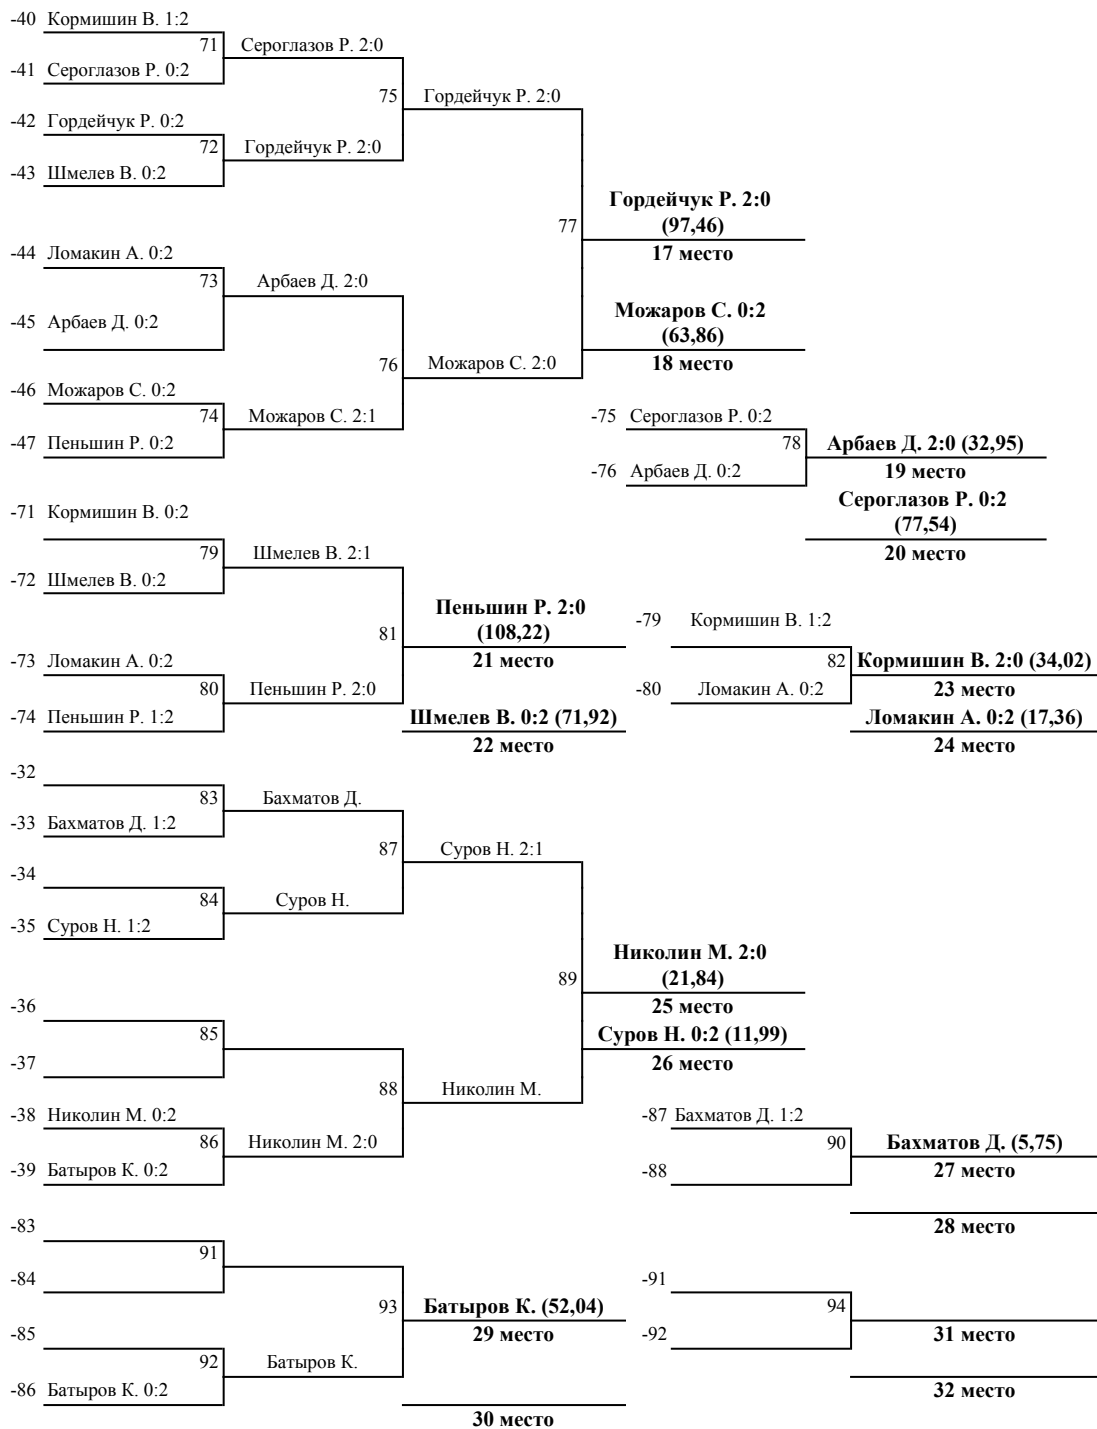 -40 Кормишин В. 1:2
71 Сероглазов Р. 2:0
-41 Сероглазов Р. 0:2
75 Гордейчук Р. 2:0
-42 Гордейчук Р. 0:2
72 Гордейчук Р. 2:0
-43 Шмелев В. 0:2
77 Гордейчук Р. 2:0
(97,46)
17 место
-44 Ломакин А. 0:2
73 Арбаев Д. 2:0
-45 Арбаев Д. 0:2
Можаров С. 0:2
(63,86)
18 место
76 Можаров С. 2:0
-46 Можаров С. 0:2
74 Можаров С. 2:1
-47 Пеньшин Р. 0:2
-75 Сероглазов Р. 0:2
78 Арбаев Д. 2:0 (32,95)
19 место
-76 Арбаев Д. 0:2
Сероглазов Р. 0:2
(77,54)
20 место
-71 Кормишин В. 0:2
79 Шмелев В. 2:1
-72 Шмелев В. 0:2
81 Пеньшин Р. 2:0
(108,22)
21 место
-79 Кормишин В. 1:2
82 Кормишин В. 2:0 (34,02)
23 место
-80 Ломакин А. 0:2
-73 Ломакин А. 0:2
80 Пеньшин Р. 2:0
-74 Пеньшин Р. 1:2
Шмелев В. 0:2 (71,92)
22 место
Ломакин А. 0:2 (17,36)
24 место
-32
83 Бахматов Д.
-33 Бахматов Д. 1:2
87 Суров Н. 2:1
-34
84 Суров Н.
-35 Суров Н. 1:2
89 Николин М. 2:0
(21,84)
25 место
-36
85
-37
Суров Н. 0:2 (11,99)
26 место
88 Николин М.
-38 Николин М. 0:2
86 Николин М. 2:0
-39 Батыров К. 0:2
-87 Бахматов Д. 1:2
90 Бахматов Д. (5,75)
27 место
-88
28 место
-83
91
-84
93 Батыров К. (52,04)
29 место
-85
92 Батыров К.
-86 Батыров К. 0:2
30 место
-91
94
31 место
-92
32 место